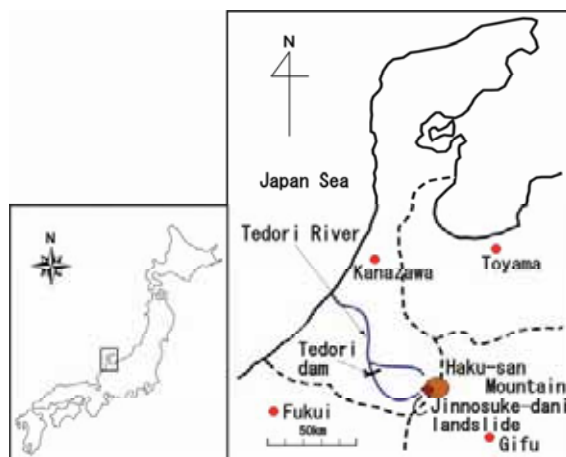 N
Japan Sea
Tedori River
Kanazawa
Toyama
N
Tedori
dam
Haku-san
Mountain
Jinnosuke-dani
landslide
Fukui
50km
Gifu